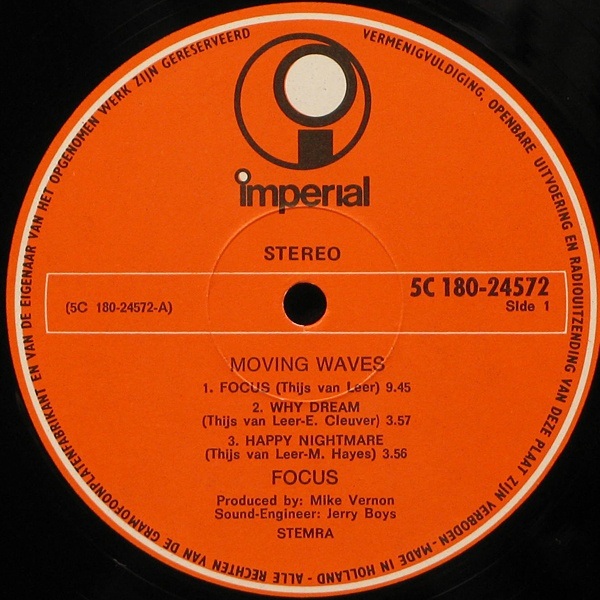 VERMENIGVULDIGING, OPENBARE UITVOERING EN RADIOUITZENDING VAN DEZE PLAAT ZIJN VERBODEN - MADE IN HOLLAND - ALLE RECHTEN VAN DE GRAMOFOONPLATENFABRIKANT EN VAN DE EIGENAAR VAN HET OPGENOMEN WERK ZIJN GERESERVEERD
imperial
STEREO
5C 180-24572
(5C 180-24572-A)
Side 1
MOVING WAVES
1. FOCUS (Thijs van Leer) 9.45
2. WHY DREAM
(Thijs van Leer-E. Cleuver) 3.57
3. HAPPY NIGHTMARE
(Thijs van Leer-M. Hayes) 3.56
FOCUS
Produced by: Mike Vernon
Sound-Engineer: Jerry Boys
STEMRA